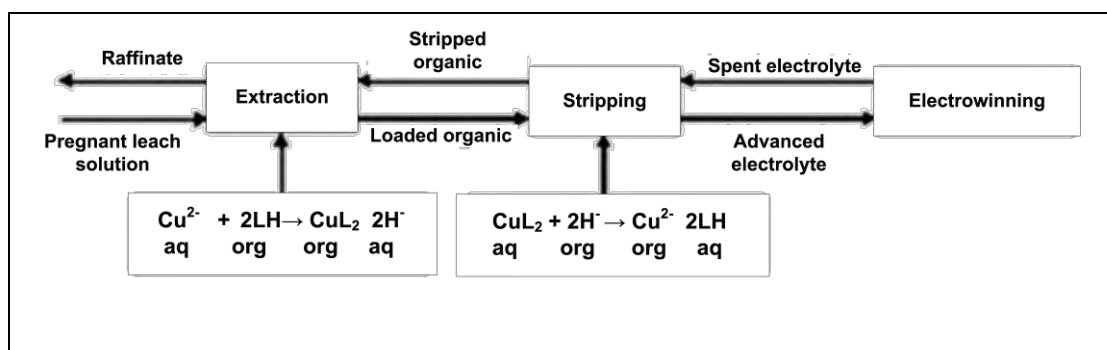 Raffinate
Stripped
organic
Spent electrolyte
Extraction
Stripping
Electrowinning
Pregnant leach
solution
Loaded organic
Advanced
electrolyte
Cu²⁻ + 2LH→ CuL₂ 2H⁻
aq org org aq
CuL₂ + 2H⁻→ Cu²⁻ 2LH
aq org org aq